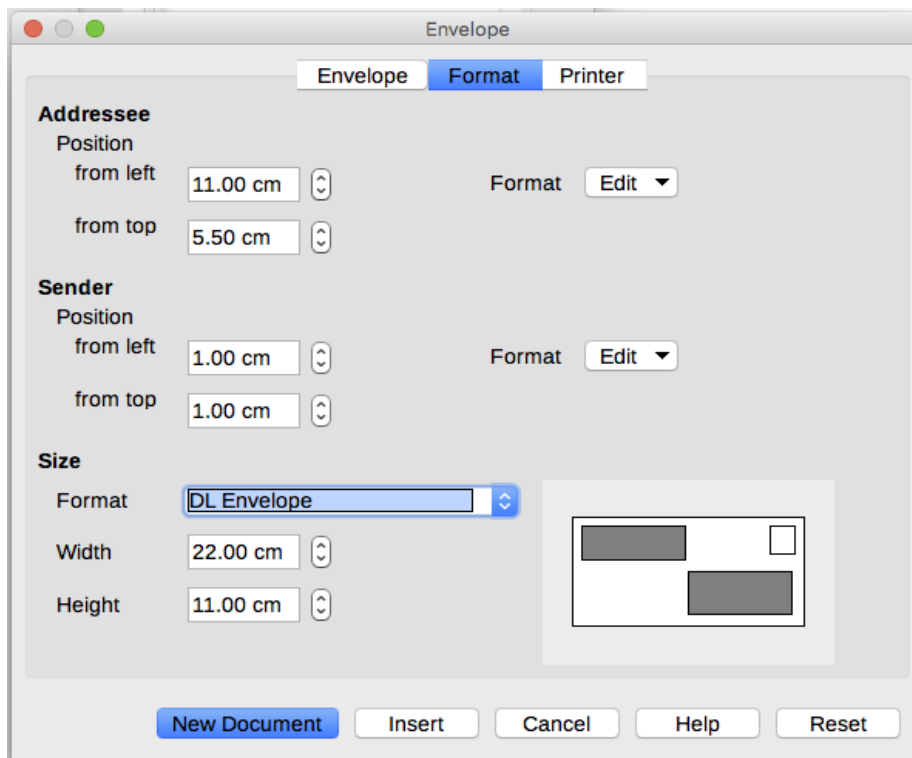 Envelope
Envelope Format Printer
Addressee
Position
from left 11.00 cm Format Edit
from top 5.50 cm
Sender
Position
from left 1.00 cm Format Edit
from top 1.00 cm
Size
Format DL Envelope
Width 22.00 cm
Height 11.00 cm
New Document Insert Cancel Help Reset